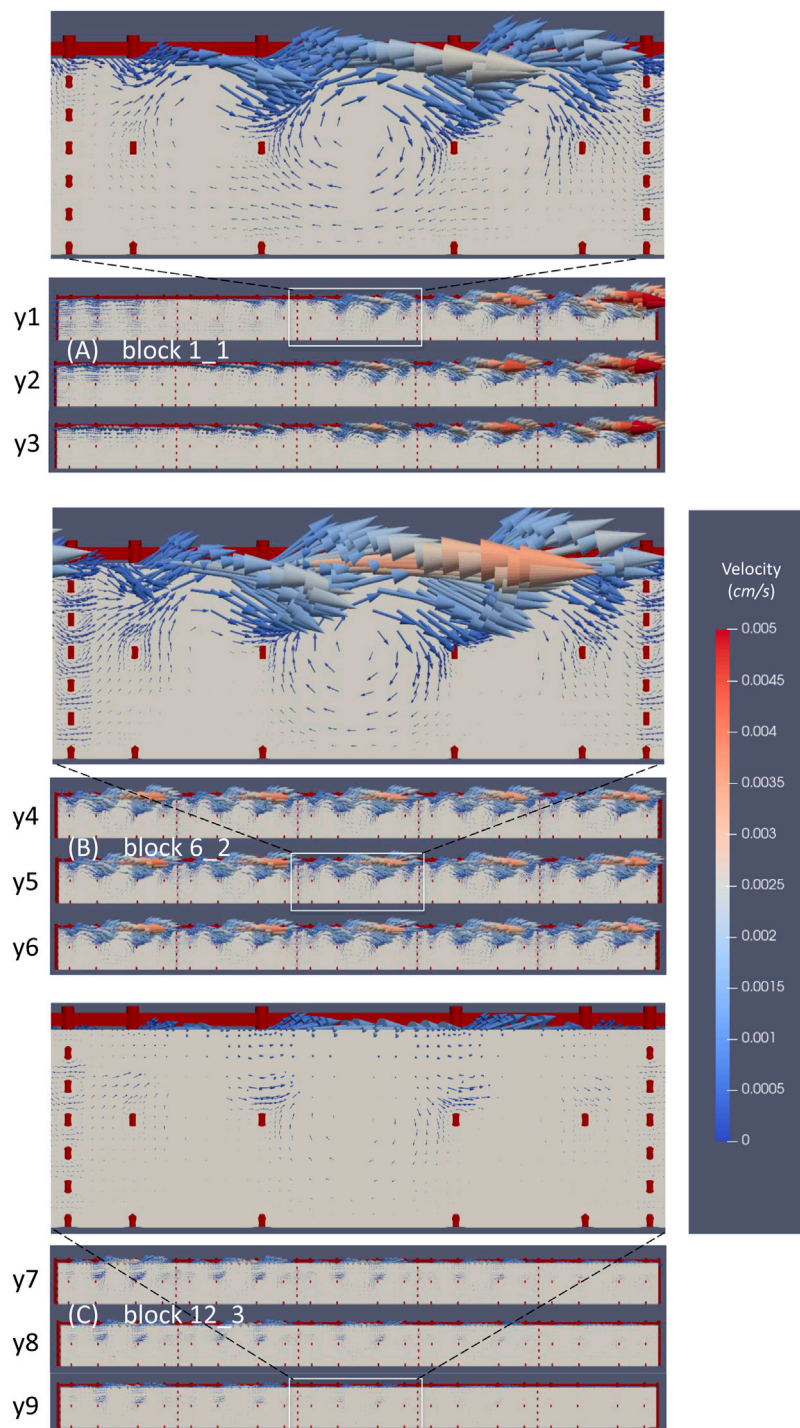 y1
(A) block 1_1
y2
y3
Velocity
(cm/s)
0.005
0.0045
0.004
0.0035
0.003
0.0025
0.002
0.0015
0.001
0.0005
0
y4
(B) block 6_2
y5
y6
y7
(C) block 12_3
y8
y9